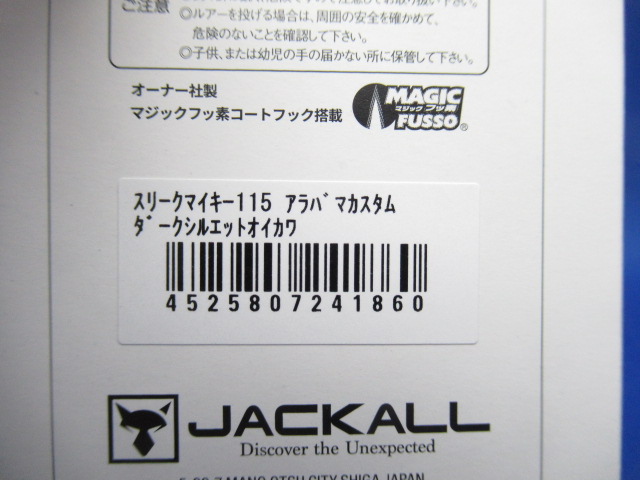 ご注意
◎ルアーを投げる場合は、周囲の安全を確かめて、
危険のないことを確認して下さい。
◎子供、または幼児の手の届かない所に保管して下さい。
オーナー社製
マジックフッ素コートフック搭載
MAGIC
マジック フッ素
FUSSO®
ｽﾘｰｸﾏｲｷｰ115 ｱﾗﾊﾞﾏｶｽﾀﾑ
ﾀﾞｰｸｼﾙｴｯﾄｵｲｶﾜ
4525807241860
JACKALL
Discover the Unexpected
MANO OTSU CITY SHIGA JAPAN